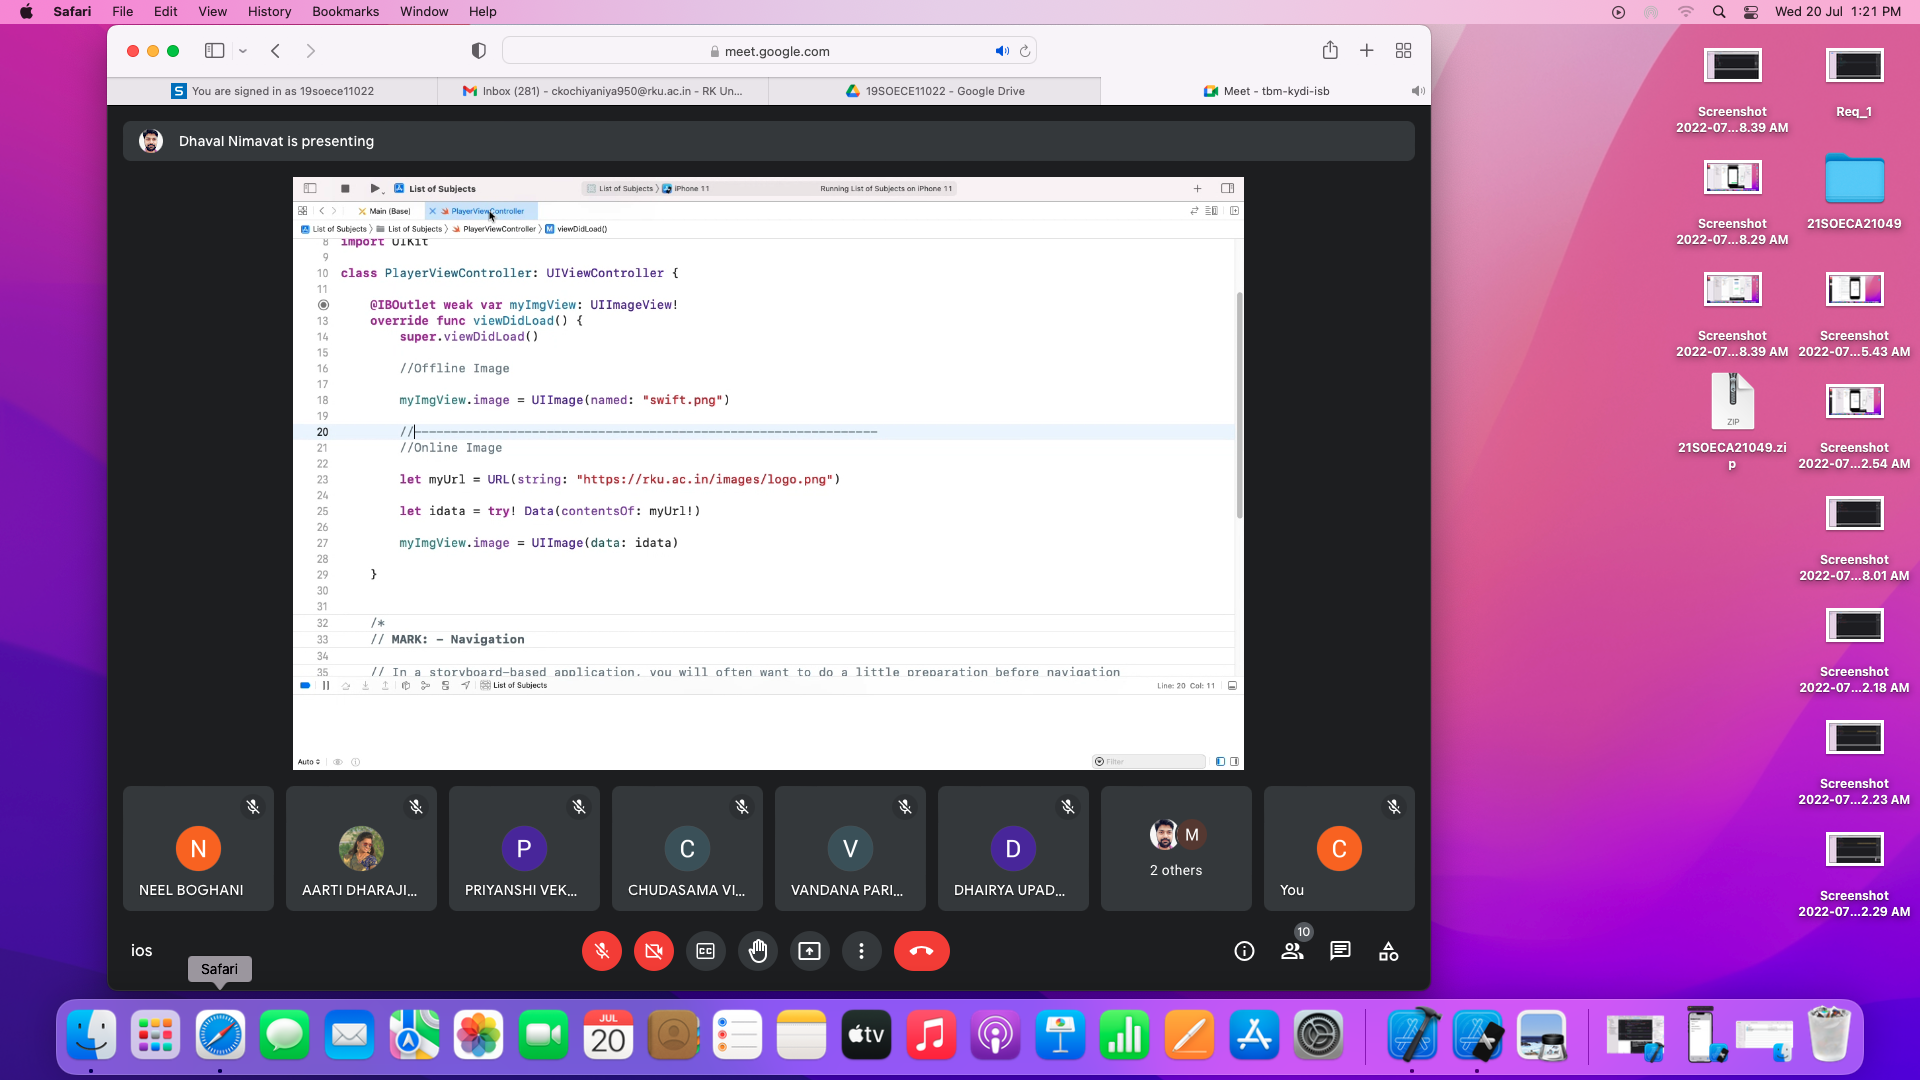 Safari File Edit View History Bookmarks Window Help
Wed 20 Jul 1:21 PM
meet.google.com
You are signed in as 19soece11022
Inbox (281) - ckochiyaniya950@rku.ac.in - RK Un...
19SOECE11022 - Google Drive
Meet - tbm-kydi-isb
Dhaval Nimavat is presenting
List of Subjects
List of Subjects
iPhone 11
Running List of Subjects on iPhone 11
Main (Base)
PlayerViewController
List of Subjects
List of Subjects
PlayerViewController
M
viewDidLoad()
8 import UIKit
9
10 class PlayerViewController: UIViewController {
11
@IBOutlet weak var myImgView: UIImageView!
13 override func viewDidLoad() {
14 super.viewDidLoad()
15
16 //Offline Image
17
18 myImgView.image = UIImage(named: "swift.png")
19
20 //---------------------------------------------------------------
21 //Online Image
22
23 let myUrl = URL(string: "https://rku.ac.in/images/logo.png")
24
25 let idata = try! Data(contentsOf: myUrl!)
26
27 myImgView.image = UIImage(data: idata)
28
29 }
30
31
32 /*
33 // MARK: - Navigation
34
35 // In a storyboard-based application, you will often want to do a little preparation before navigation
List of Subjects
Line: 20 Col: 11
Auto
Filter
N
NEEL BOGHANI
AARTI DHARAJI...
P
PRIYANSHI VEK...
C
CHUDASAMA VI...
V
VANDANA PARI...
D
DHAIRYA UPAD...
M
2 others
C
You
ios
CC
10
Safari
JUL
20
tv
Screenshot
2022-07...8.39 AM
Req_1
Screenshot
2022-07...8.29 AM
21SOECA21049
Screenshot
2022-07...8.39 AM
Screenshot
2022-07...5.43 AM
ZIP
21SOECA21049.zi
p
Screenshot
2022-07...2.54 AM
Screenshot
2022-07...8.01 AM
Screenshot
2022-07...2.18 AM
Screenshot
2022-07...2.23 AM
Screenshot
2022-07...2.29 AM